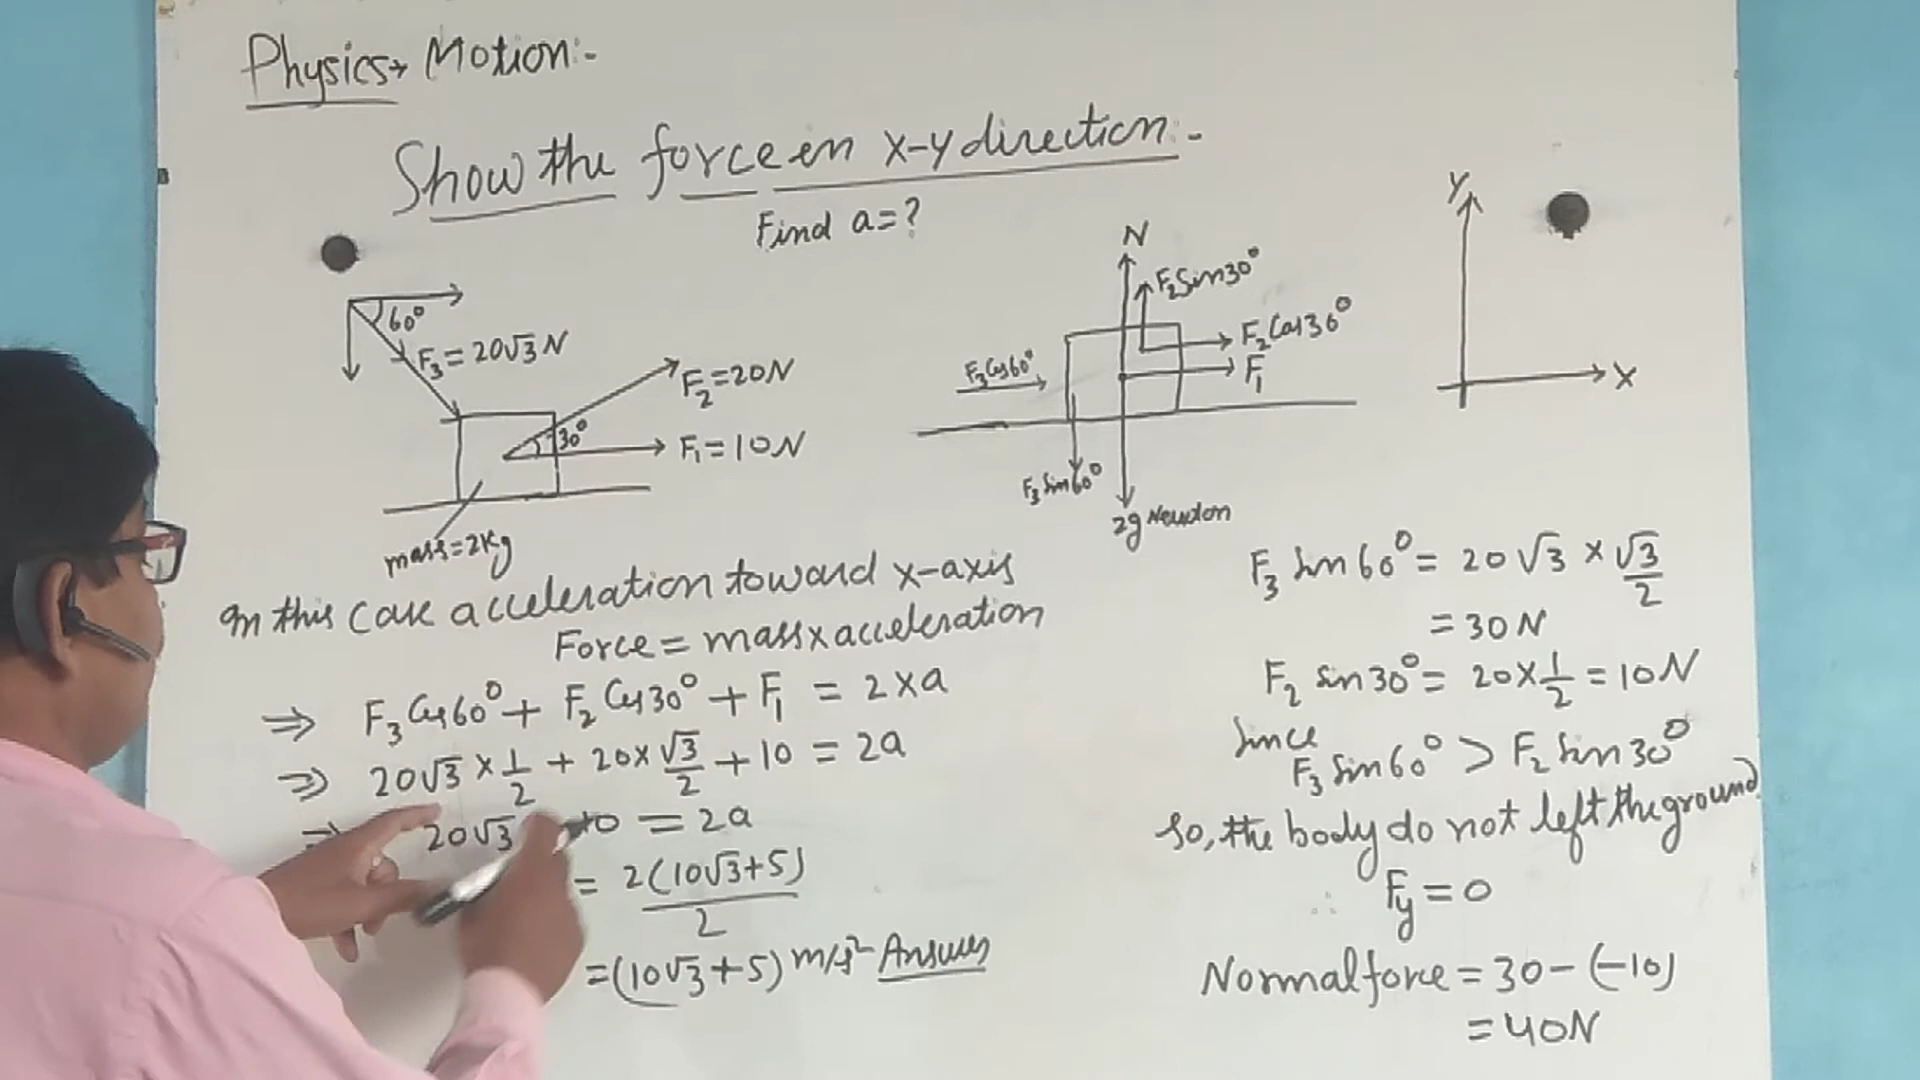 Physics→ Motion:-
Show the force in x-y direction:-
Find a=?
60°
F₃=20√3 N
F₂=20N
30°
F₁=10N
mass=2Kg
N
F₂Sin30°
F₂Cos30°
F₁
F₃Cos60°
F₃Sin60°
2g Newton
Y
X
In this case acceleration toward x-axis
Force = mass x acceleration
⇒ F₃Cos60° + F₂Cos30° + F₁ = 2×a
⇒ 20√3 × 1/2 + 20×√3/2 + 10 = 2a
20√3 +10 = 2a
= 2(10√3+5)/2
=(10√3+5) m/s² Answer
F₃ Sin60° = 20√3 × √3/2
= 30N
F₂ sin30° = 20×1/2 = 10N
Since
F₃Sin60° > F₂Sin30°
So, the body do not left the ground
∴ Fy = 0
Normal force = 30-(-10)
= 40N